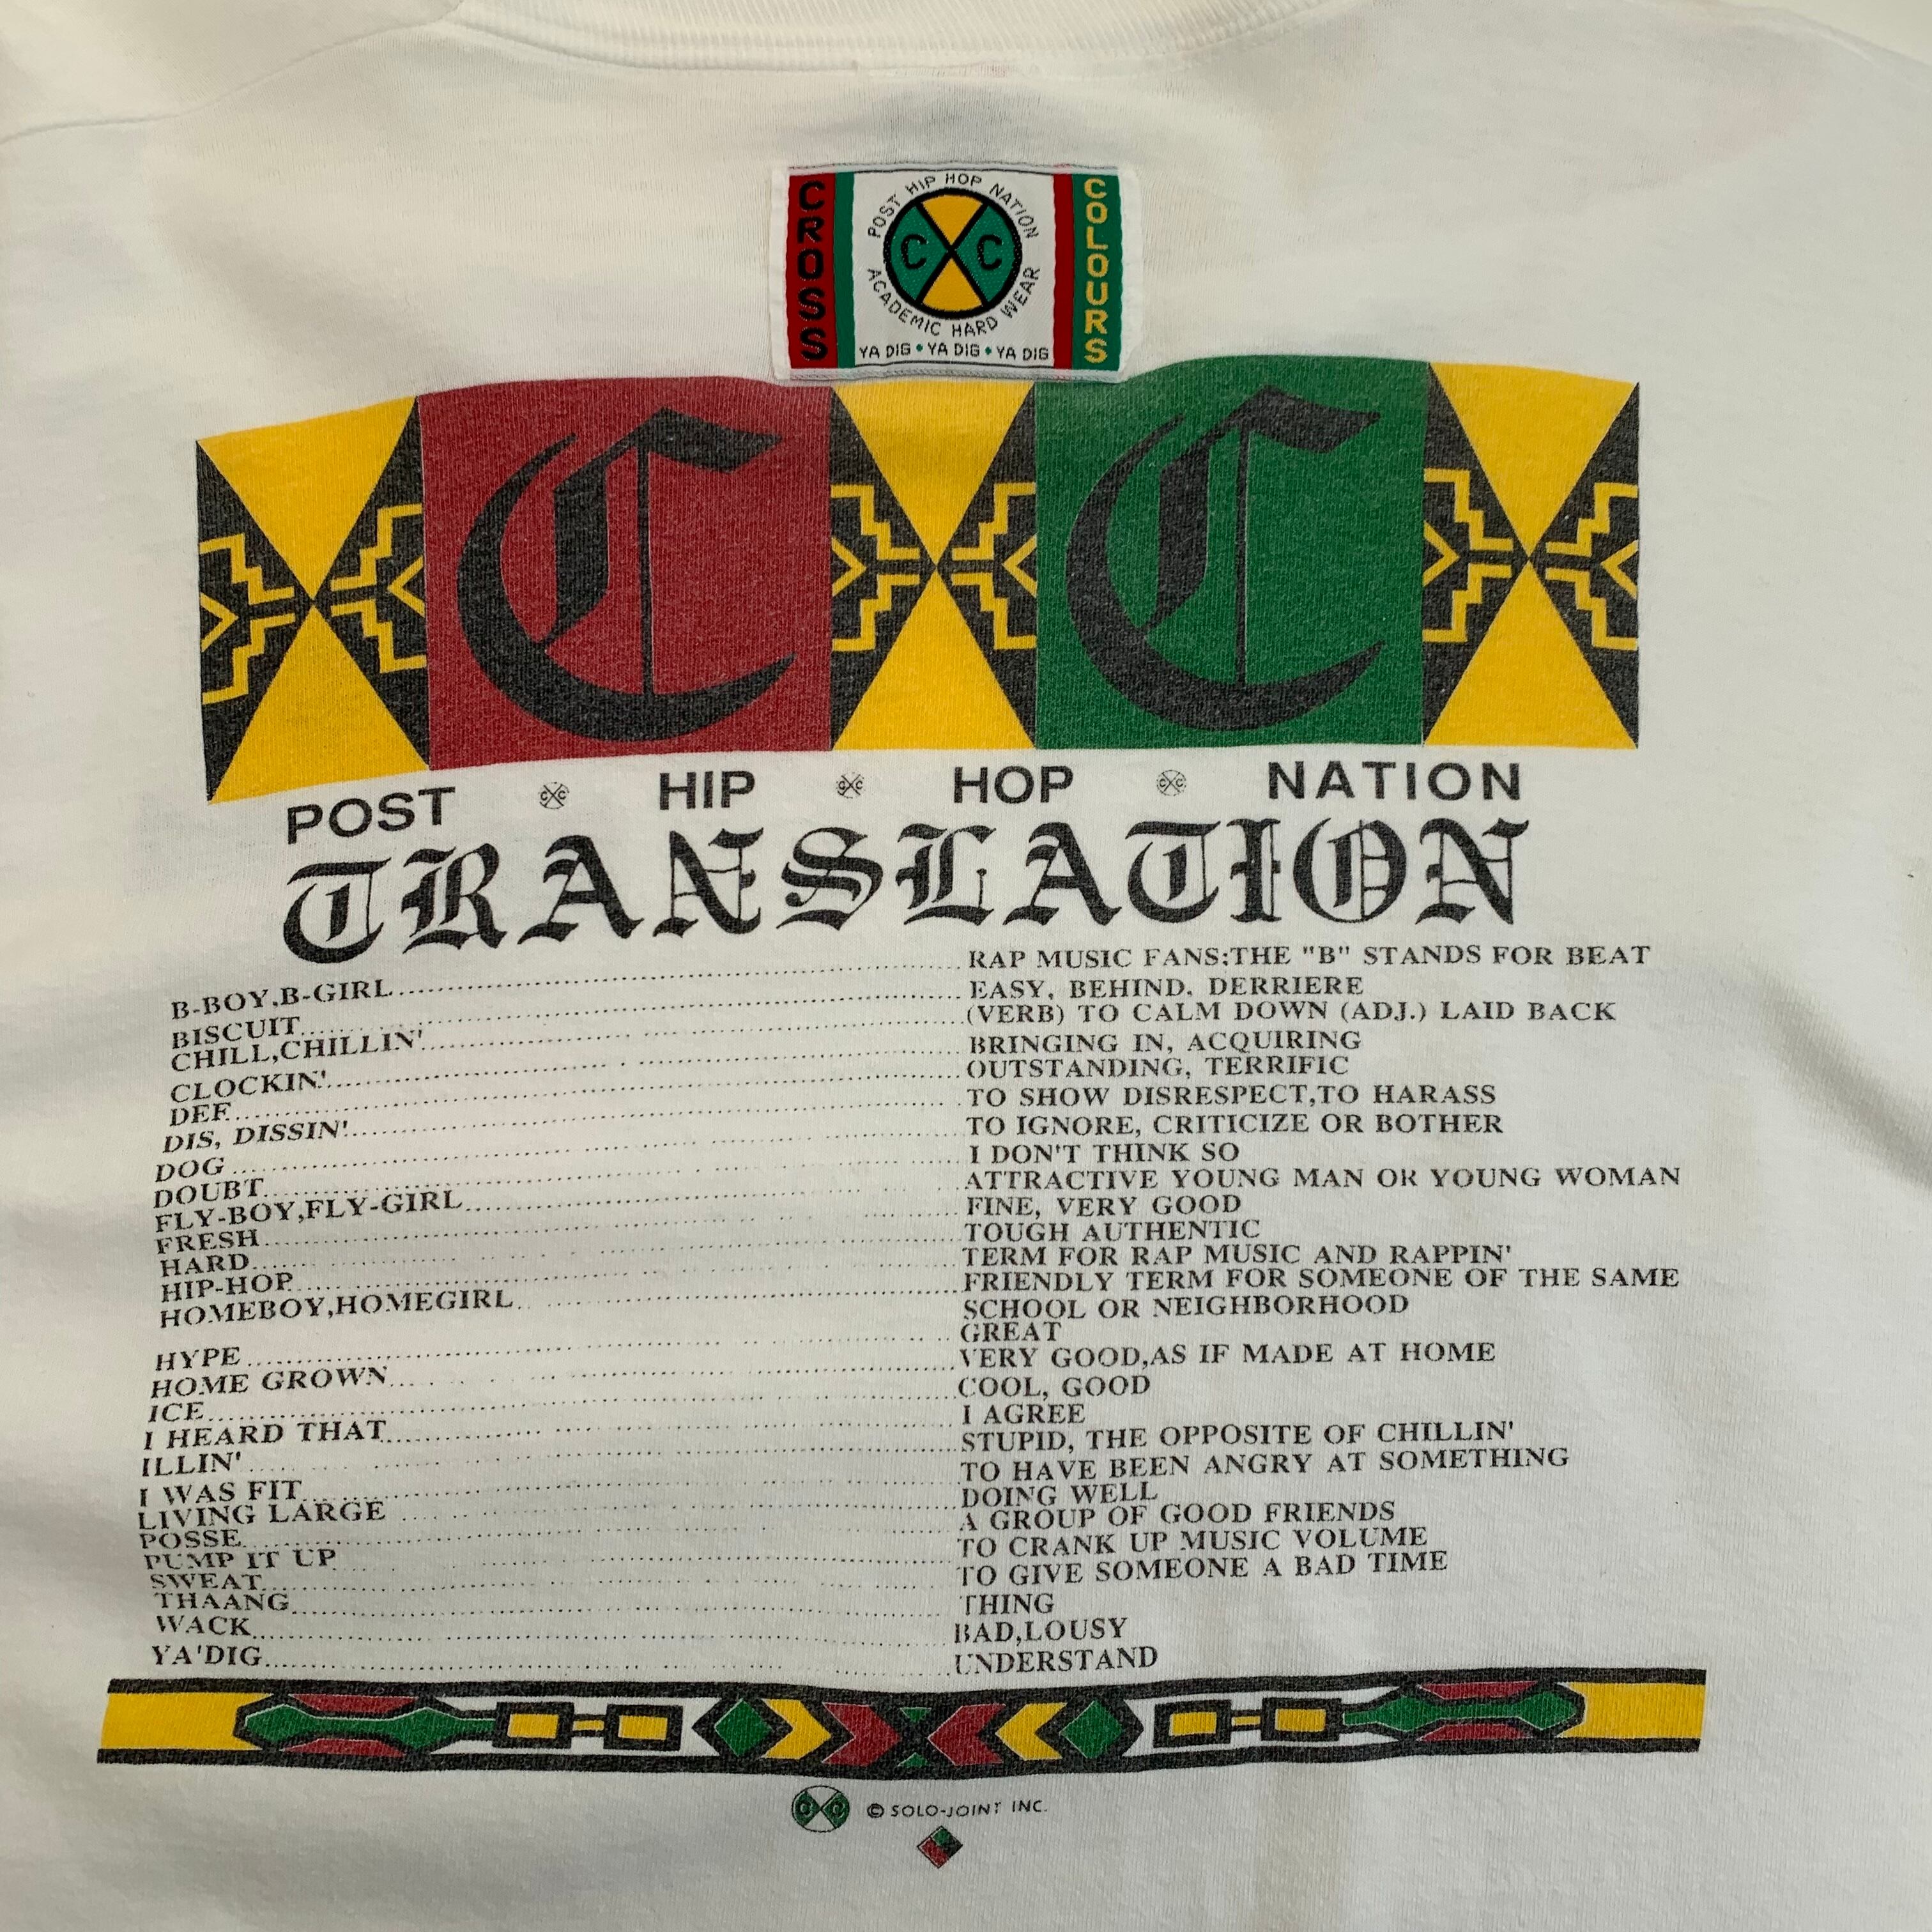 CROSS
POST HIP HOP NATION
C C
ACADEMIC HARD WEAR
YA DIG • YA DIG • YA DIG
COLOURS
C C
POST HIP HOP NATION
TRANSLATION
B-BOY,B-GIRL..........RAP MUSIC FANS:THE "B" STANDS FOR BEAT
BISCUIT..........EASY, BEHIND, DERRIERE
CHILL,CHILLIN'..........(VERB) TO CALM DOWN (ADJ.) LAID BACK
CLOCKIN'..........BRINGING IN, ACQUIRING
DEF..........OUTSTANDING, TERRIFIC
DIS, DISSIN'..........TO SHOW DISRESPECT,TO HARASS
DOG..........TO IGNORE, CRITICIZE OR BOTHER
DOUBT..........I DON'T THINK SO
FLY-BOY,FLY-GIRL..........ATTRACTIVE YOUNG MAN OR YOUNG WOMAN
FRESH..........FINE, VERY GOOD
HARD..........TOUGH AUTHENTIC
HIP-HOP..........TERM FOR RAP MUSIC AND RAPPIN'
HOMEBOY,HOMEGIRL..........FRIENDLY TERM FOR SOMEONE OF THE SAME
SCHOOL OR NEIGHBORHOOD
HYPE..........GREAT
HOME GROWN..........VERY GOOD,AS IF MADE AT HOME
ICE..........COOL, GOOD
I HEARD THAT..........I AGREE
ILLIN'..........STUPID, THE OPPOSITE OF CHILLIN'
I WAS FIT..........TO HAVE BEEN ANGRY AT SOMETHING
LIVING LARGE..........DOING WELL
POSSE..........A GROUP OF GOOD FRIENDS
PUMP IT UP..........TO CRANK UP MUSIC VOLUME
SWEAT..........TO GIVE SOMEONE A BAD TIME
THAANG..........THING
WACK..........BAD,LOUSY
YA'DIG..........UNDERSTAND
© SOLO-JOINT INC.